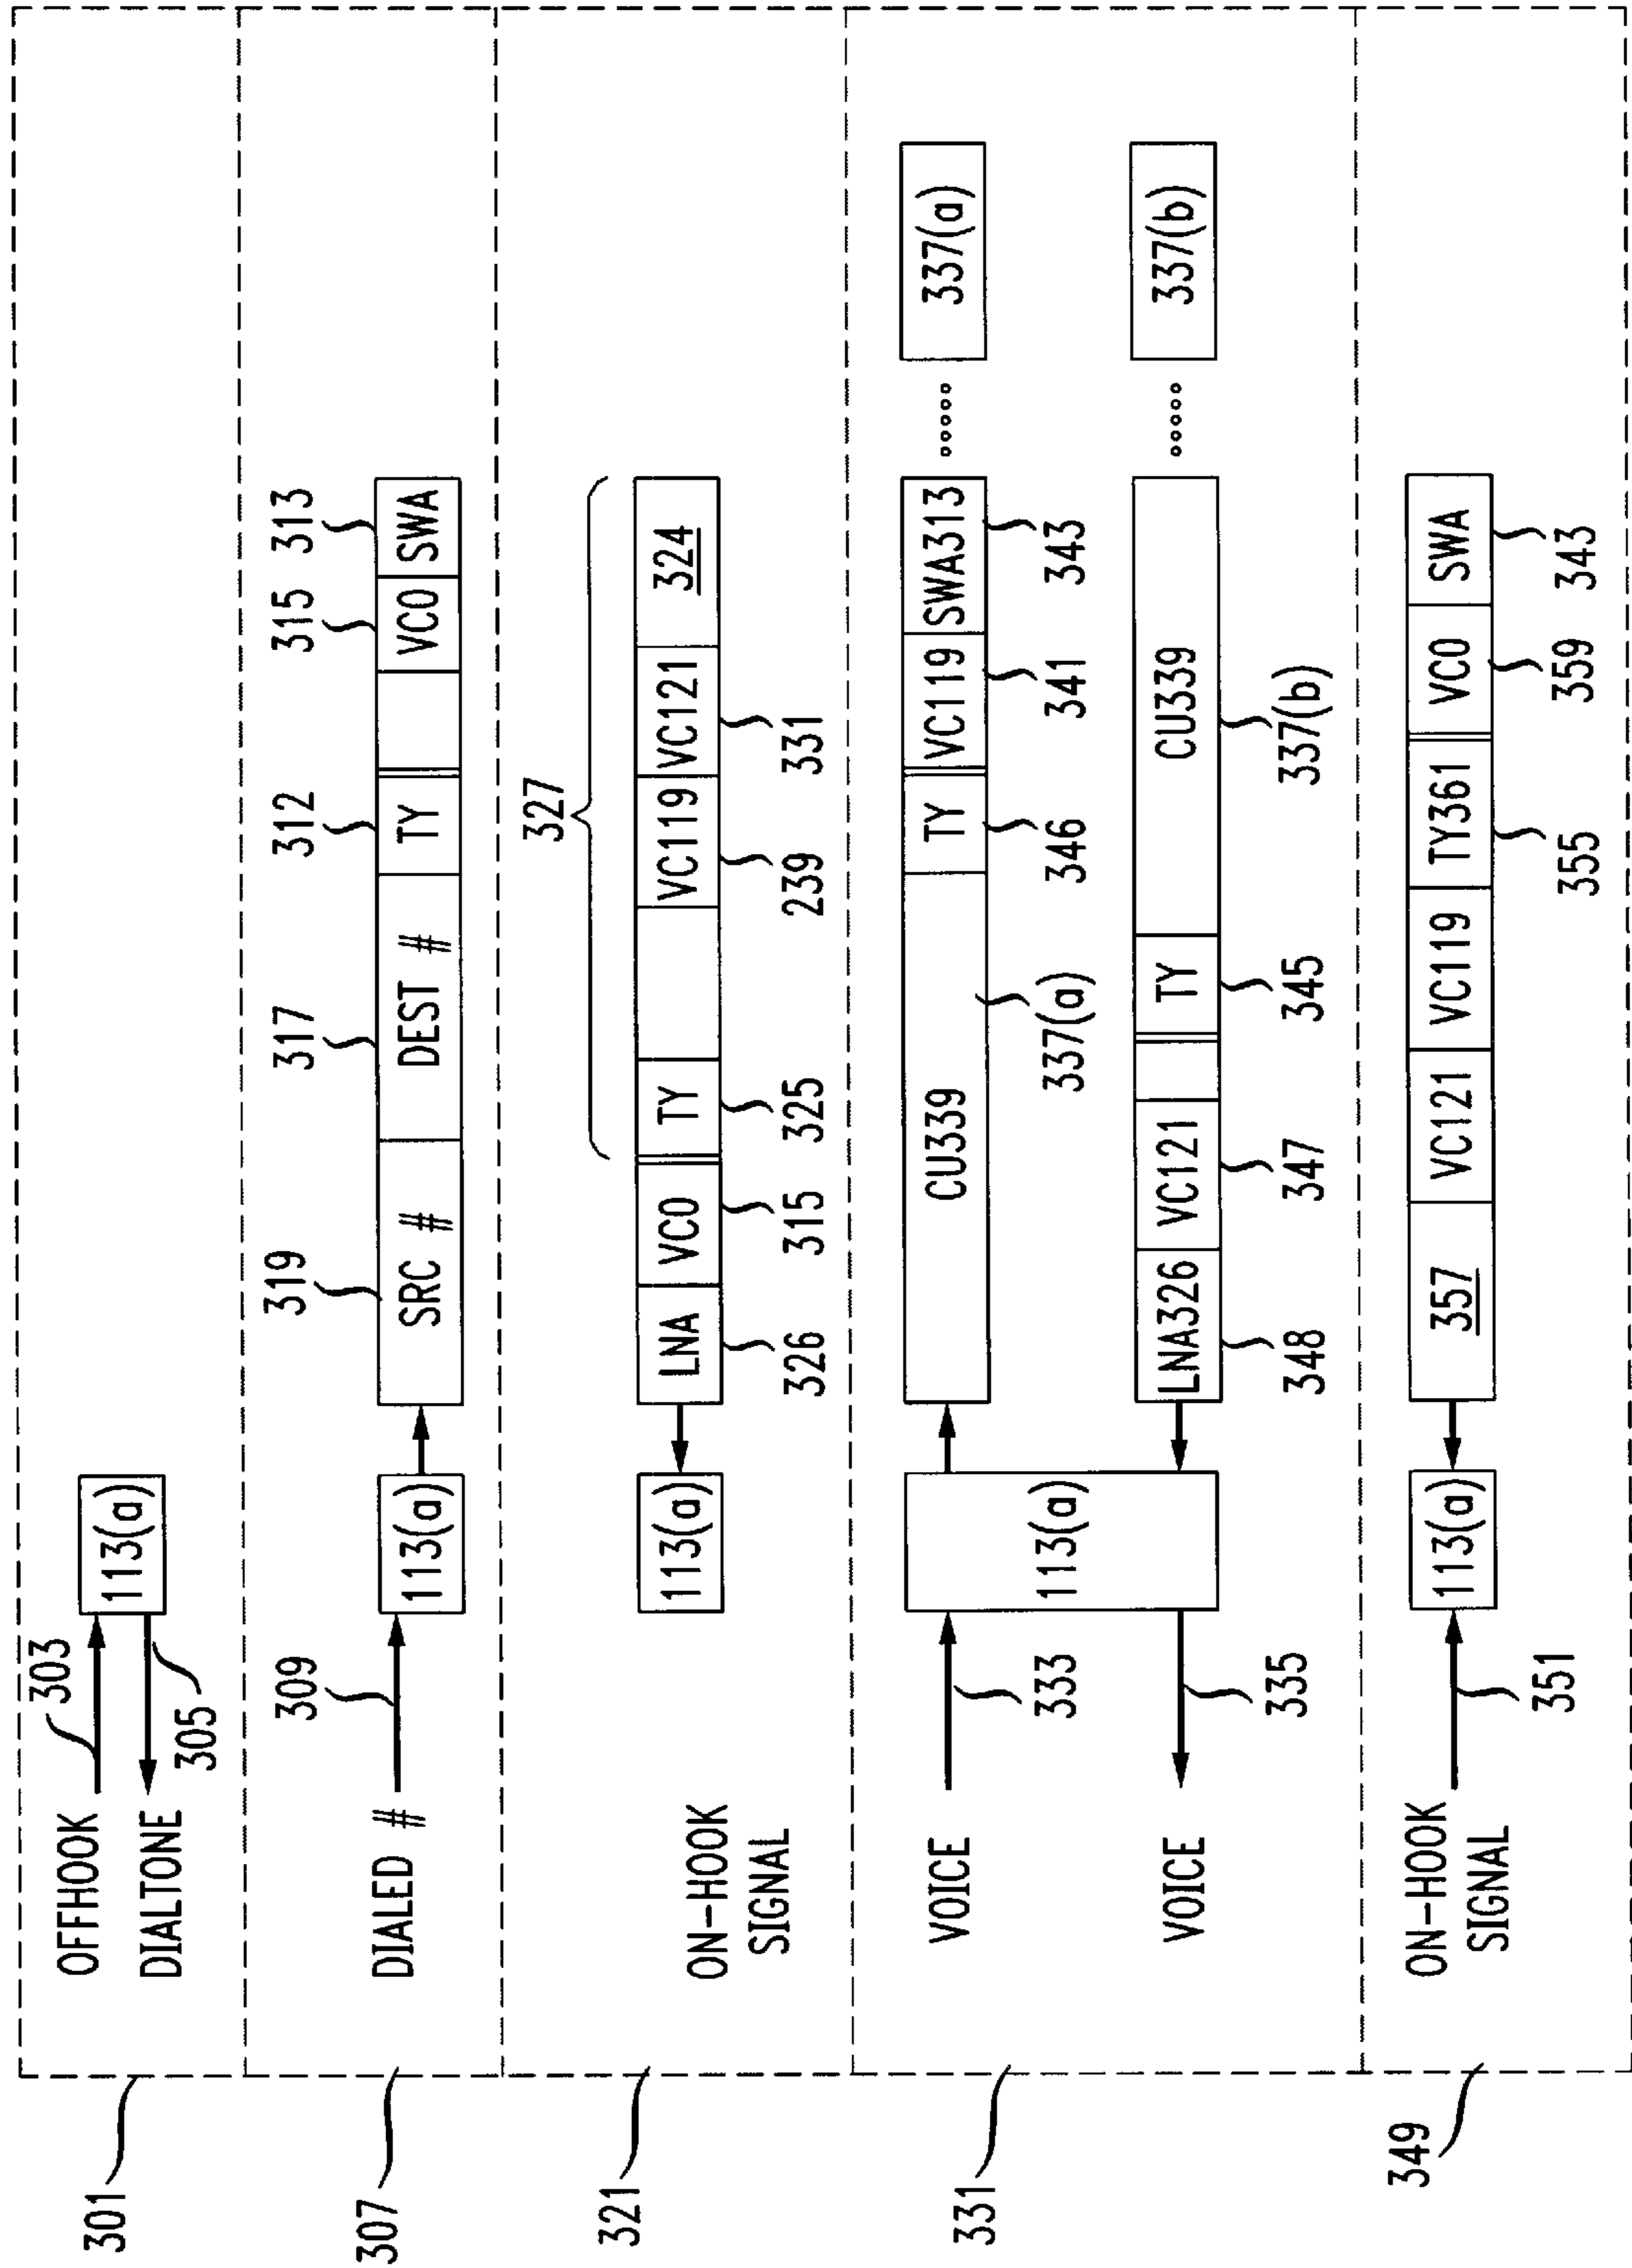 301
OFFHOOK
303
113(a)
DIALTONE
305
307
DIALED #
309
113(a)
319
317
312
315
313
SRC #
DEST #
TY
VC0
SWA
321
ON-HOOK
SIGNAL
113(a)
327
LNA
VC0
TY
VC119
VC121
324
326
315
325
239
331
331
VOICE
333
113(a)
CU339
TY
VC119
SWA313
337(a)
337(a)
346
341
343
VOICE
335
LNA326
VC121
TY
CU339
337(b)
348
347
345
337(b)
349
ON-HOOK
SIGNAL
351
113(a)
357
VC121
VC119
TY361
VC0
SWA
355
359
343